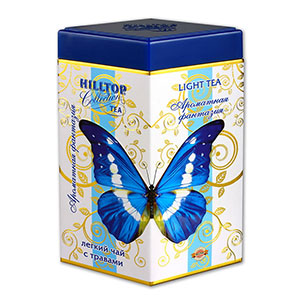 HILLTOP
Collection
TEA
Ароматная фантазия
легкий чай
с травами
LIGHT TEA
Ароматная
фантазия